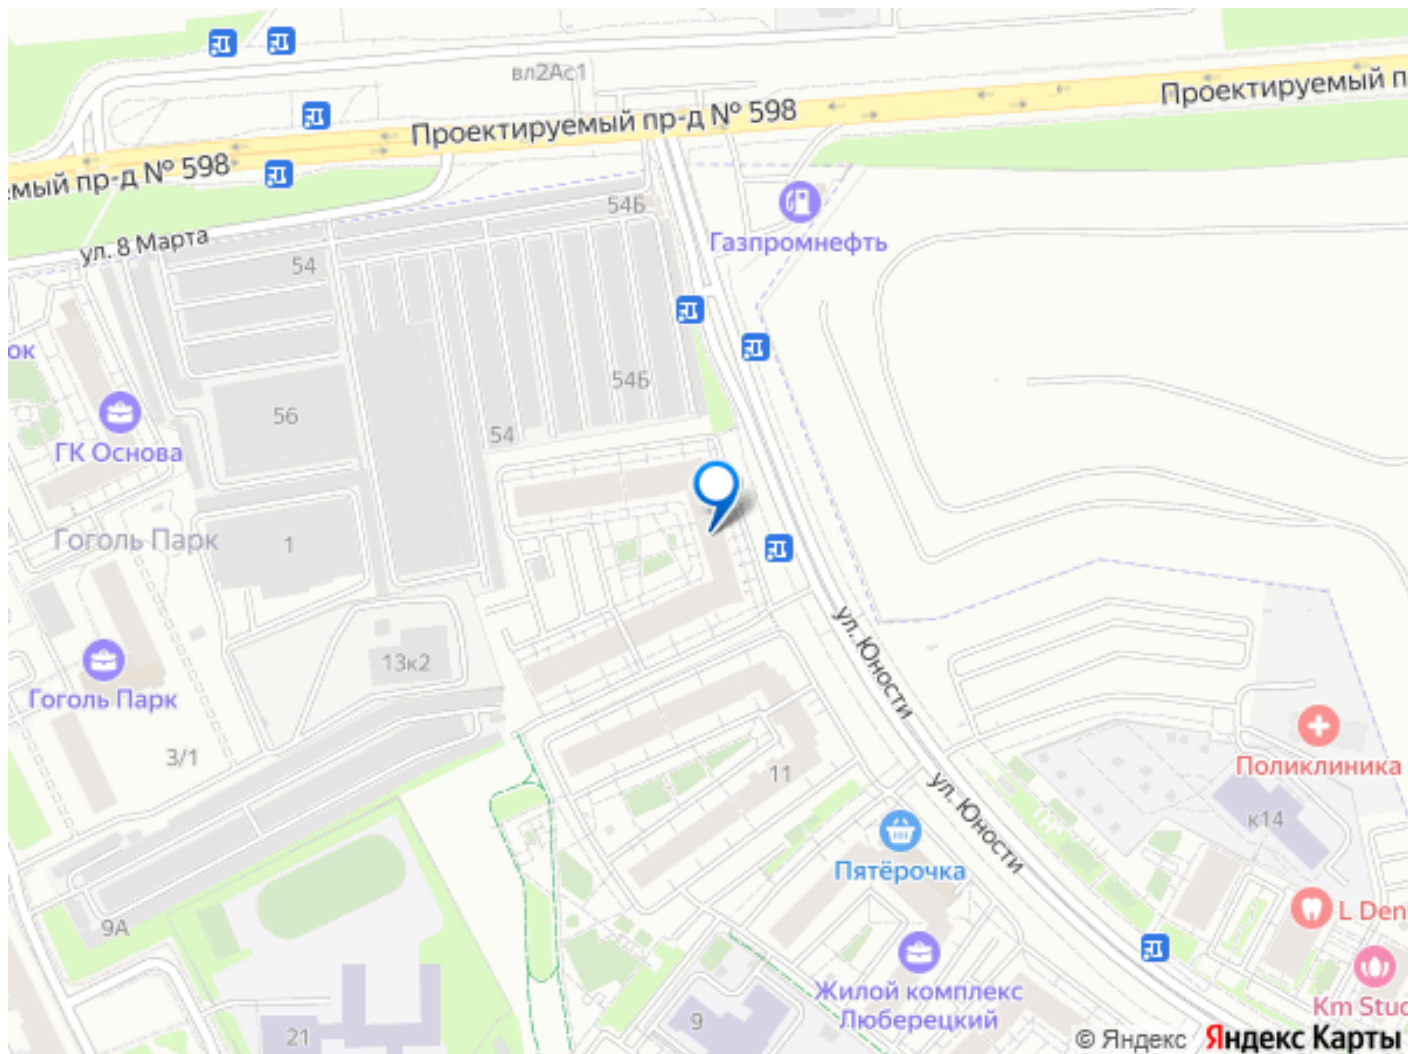 вл2Ас1
Проектируемый п
Проектируемый пр-д № 598
емый пр-д № 598
54Б
ул. 8 Марта
Газпромнефть
54
ок
54Б
56
54
ГК Основа
Гоголь Парк
1
ул. Юности
13к2
Гоголь Парк
3/1
11
Поликлиника
ул. Юности
к14
Пятёрочка
9А
L Den
Жилой комплекс
Люберецкий
Km Stud
9
21
© Яндекс Яндекс Карты